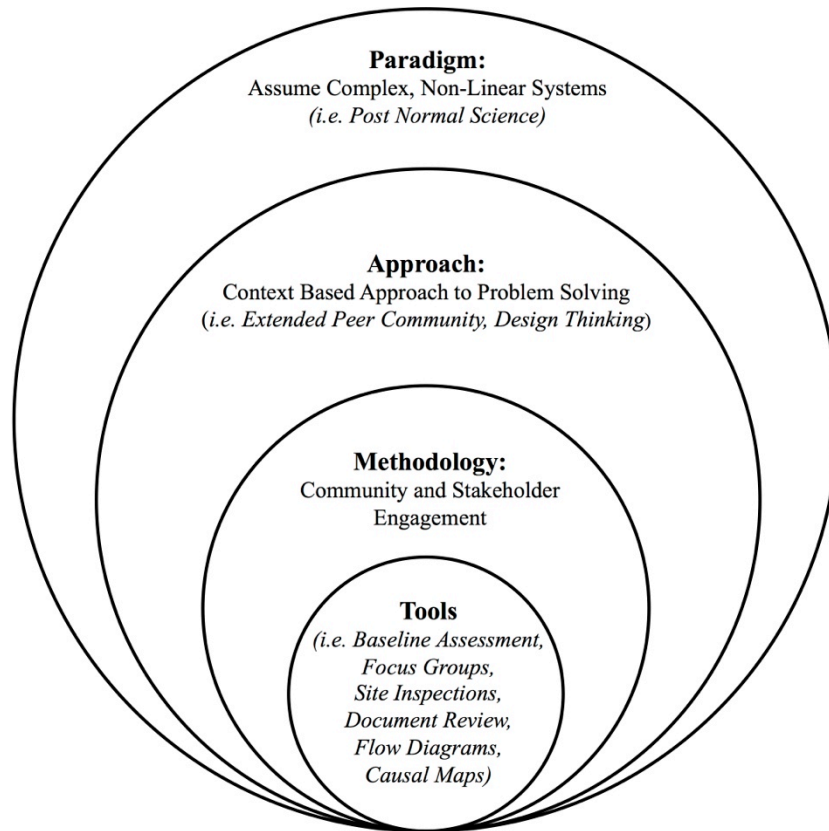 Paradigm:
Assume Complex, Non-Linear Systems
(i.e. Post Normal Science)
Approach:
Context Based Approach to Problem Solving
(i.e. Extended Peer Community, Design Thinking)
Methodology:
Community and Stakeholder
Engagement
Tools
(i.e. Baseline Assessment,
Focus Groups,
Site Inspections,
Document Review,
Flow Diagrams,
Causal Maps)